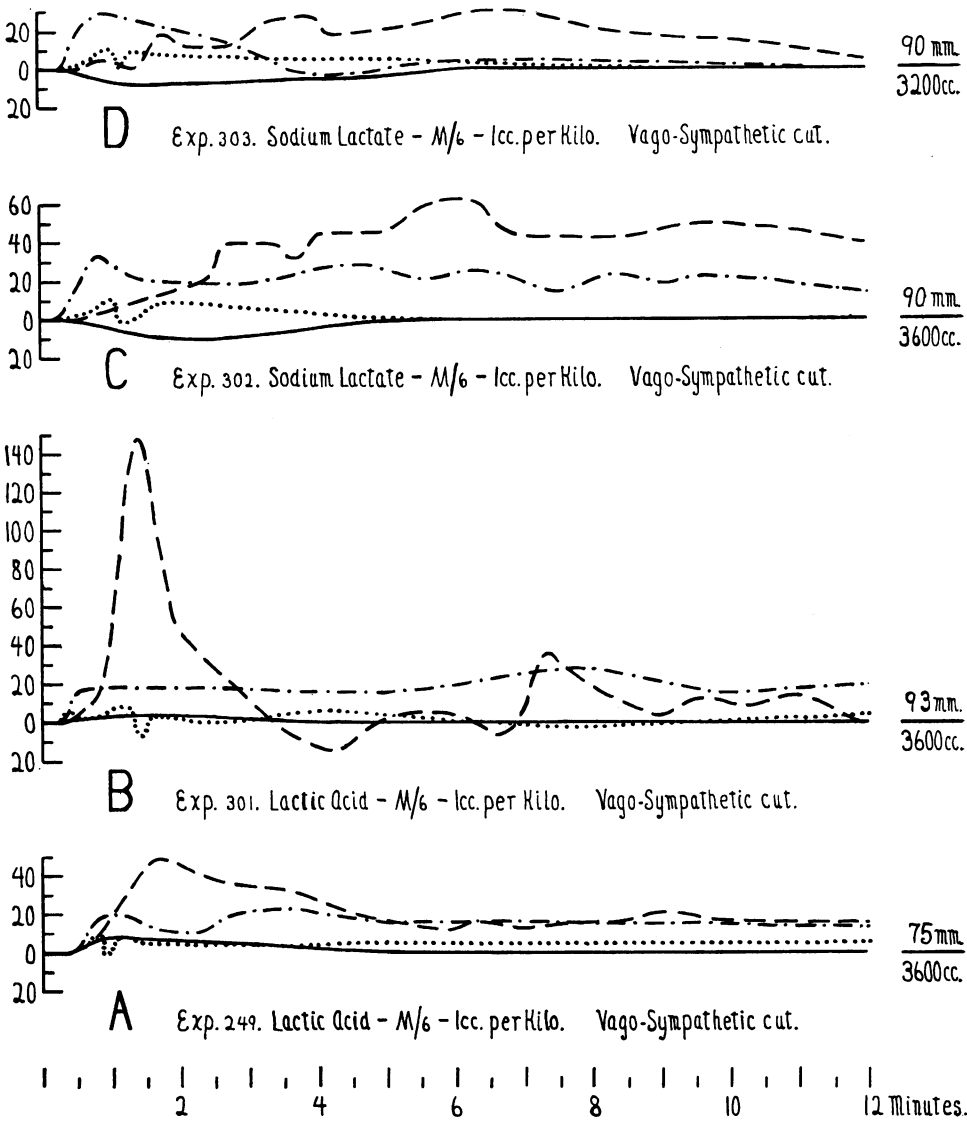 20
0
20
90 mm.
3200cc.
D Exp. 303. Sodium Lactate – M/6 – 1cc. per Kilo. Vago-Sympathetic cut.
60
40
20
0
20
90 mm.
3600cc.
C Exp. 302. Sodium Lactate – M/6 – 1cc. per Kilo. Vago-Sympathetic cut.
140
120
100
80
60
40
20
0
20
93 mm.
3600cc.
B Exp. 301. Lactic Acid – M/6 – 1cc. per Kilo. Vago-Sympathetic cut.
40
20
0
20
75 mm.
3600cc.
A Exp. 249. Lactic Acid – M/6 – 1cc. per Kilo. Vago-Sympathetic cut.
2 4 6 8 10 12 Minutes.